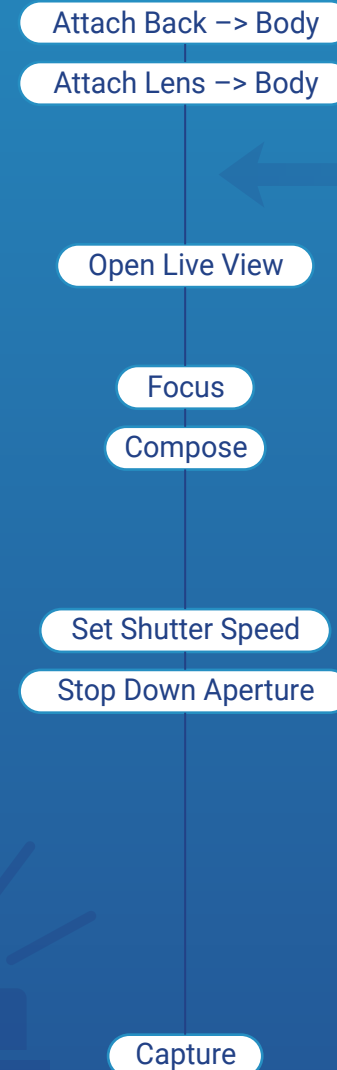 Attach Back –> Body
Attach Lens –> Body
Open Live View
Focus
Compose
Set Shutter Speed
Stop Down Aperture
Capture